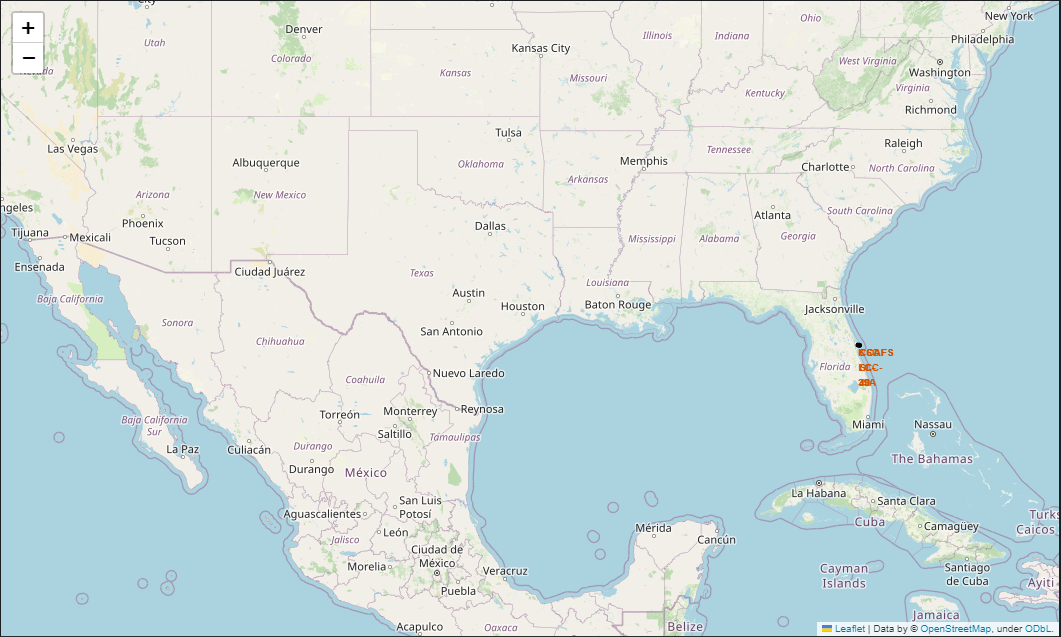 City
New York
+
Ohio
Denver
Illinois
Indiana
Philadelphia
Utah
Kansas City
−
Colorado
West Virginia
Kansas
Missouri
Washington
Kentucky
Virginia
Richmond
Tulsa
Las Vegas
Raleigh
Tennessee
Albuquerque
Oklahoma
Memphis
Charlotte
North Carolina
Arkansas
Arizona
New Mexico
ngeles
Phoenix
Atlanta
South Carolina
Dallas
Tijuana
Mexicali
Tucson
Mississippi
Alabama
Georgia
Ensenada
Ciudad Juárez
Texas
Louisiana
Baja California
Austin
Houston
Baton Rouge
Jacksonville
Sonora
San Antonio
Chihuahua
Florida
Nuevo Laredo
Coahuila
Torreón
Monterrey
Reynosa
Baja California
Sur
Saltillo
Tamaulipas
Miami
Nassau
La Paz
Culiacán
Durango
The Bahamas
Durango
México
La Habana
Santa Clara
San Luis
Potosí
Aguascalientes
Turks
Caicos
Cuba
Camagüey
León
Mérida
Jalisco
Cancún
Ciudad de
México
Morelia
Veracruz
Cayman
Islands
Santiago
de Cuba
Puebla
Ayiti
Jamaica
Acapulco
Oaxaca
Belize
Leaflet | Data by © OpenStreetMap, under ODbL.